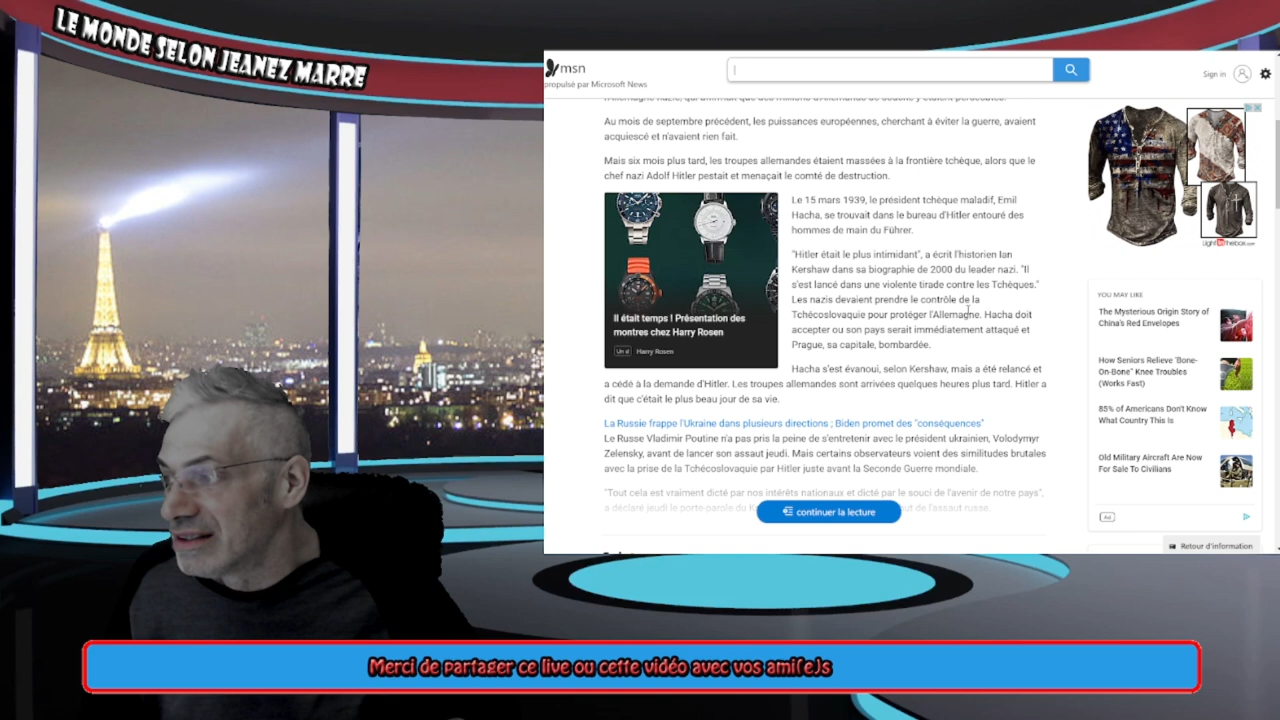 LE MONDE SELON JEANEZ MARRE
msn
propulsé par Microsoft News
Sign in
Au mois de septembre précédent, les puissances européennes, cherchant à éviter la guerre, avaient
acquiescé et n'avaient rien fait.
Mais six mois plus tard, les troupes allemandes étaient massées à la frontière tchèque, alors que le
chef nazi Adolf Hitler pestait et menaçait le comté de destruction.
Le 15 mars 1939, le président tchèque maladif, Emil
Hacha, se trouvait dans le bureau d'Hitler entouré des
hommes de main du Führer.
"Hitler était le plus intimidant", a écrit l'historien Ian
Kershaw dans sa biographie de 2000 du leader nazi. "Il
s'est lancé dans une violente tirade contre les Tchèques."
Les nazis devaient prendre le contrôle de la
Tchécoslovaquie pour protéger l'Allemagne. Hacha doit
accepter ou son pays serait immédiatement attaqué et
Prague, sa capitale, bombardée.
Il était temps ! Présentation des
montres chez Harry Rosen
Harry Rosen
Hacha s'est évanoui, selon Kershaw, mais a été relancé et
a cédé à la demande d'Hitler. Les troupes allemandes sont arrivées quelques heures plus tard. Hitler a
dit que c'était le plus beau jour de sa vie.
La Russie frappe l'Ukraine dans plusieurs directions ; Biden promet des "conséquences"
Le Russe Vladimir Poutine n'a pas pris la peine de s'entretenir avec le président ukrainien, Volodymyr
Zelensky, avant de lancer son assaut jeudi. Mais certains observateurs voient des similitudes brutales
avec la prise de la Tchécoslovaquie par Hitler juste avant la Seconde Guerre mondiale.
"Tout cela est vraiment dicté par nos intérêts nationaux et dicté par le souci de l'avenir de notre pays",
a déclaré jeudi le porte-parole du
de l'assaut russe.
continuer la lecture
LightInTheBox.com
YOU MAY LIKE
The Mysterious Origin Story of
China's Red Envelopes
How Seniors Relieve "Bone-
On-Bone" Knee Troubles
(Works Fast)
85% of Americans Don't Know
What Country This Is
Old Military Aircraft Are Now
For Sale To Civilians
Ad
Retour d'information
Merci de partager ce live ou cette vidéo avec vos ami(e)s